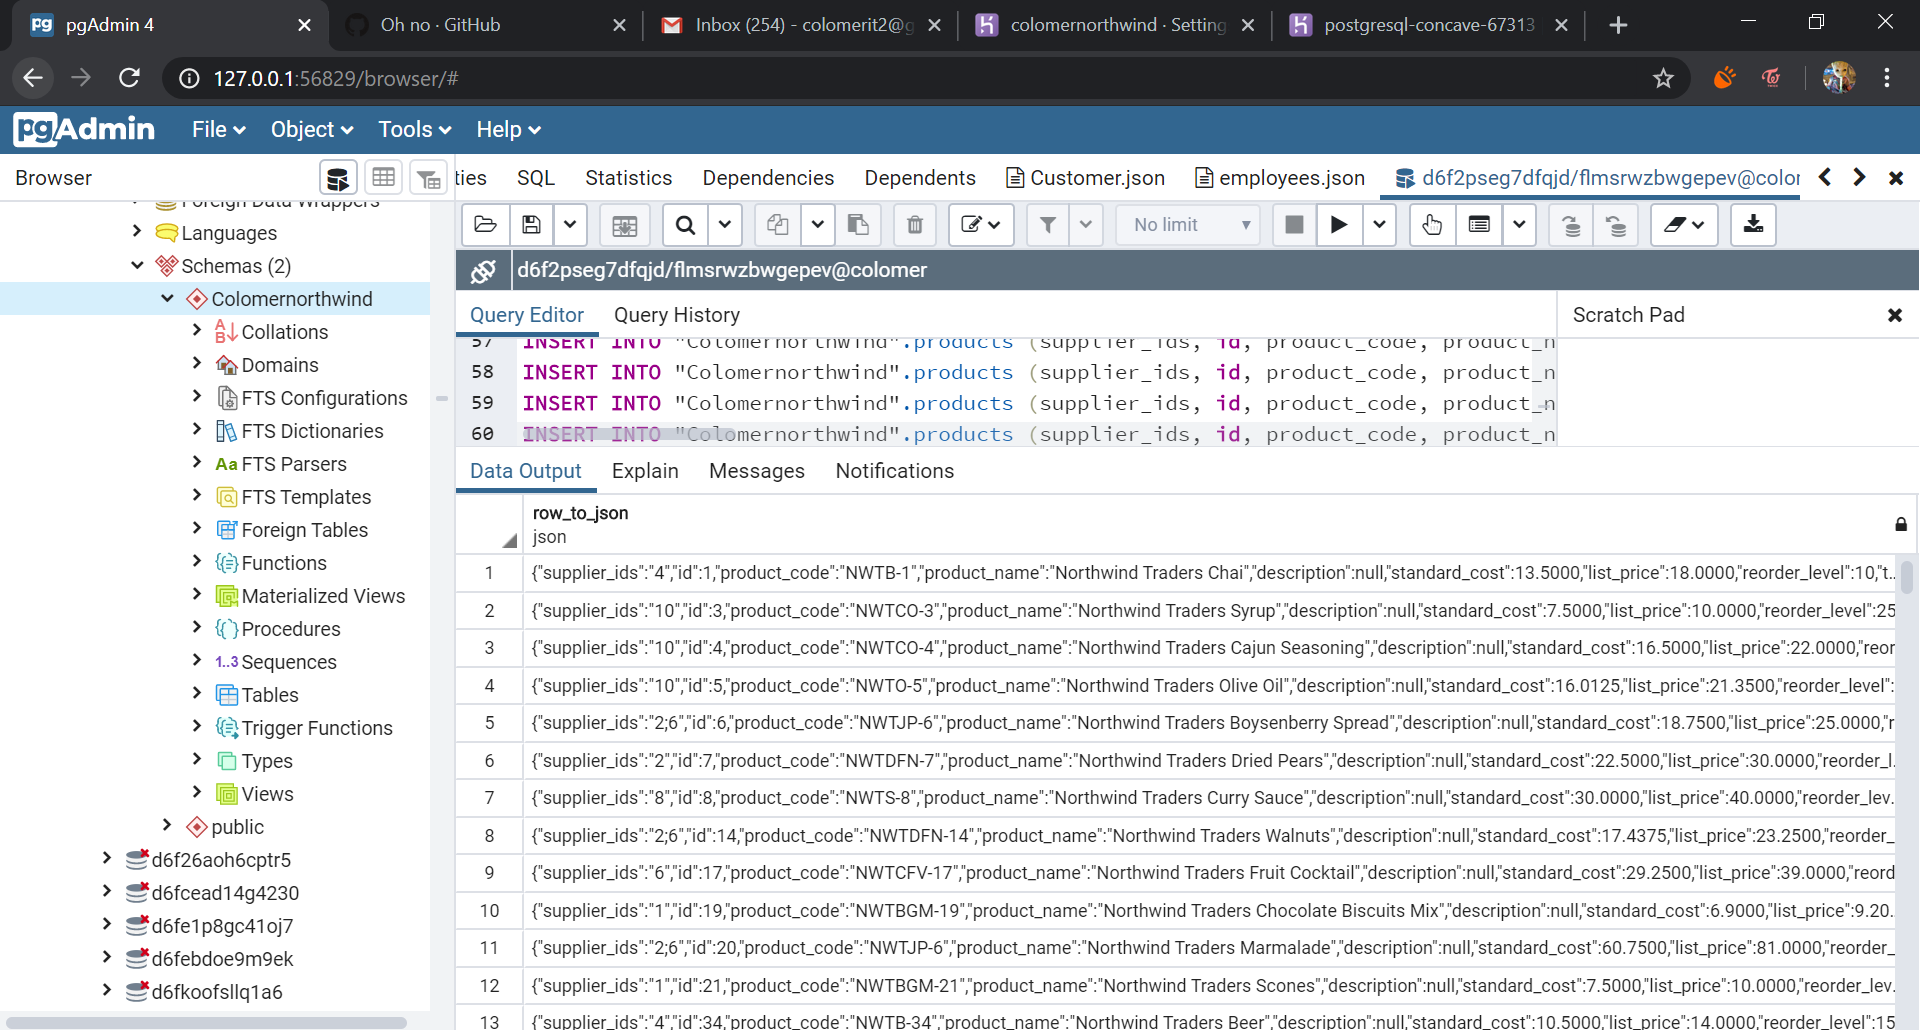 pgAdmin 4
Oh no · GitHub
Inbox (254) - colomerit2@g
colomernorthwind · Setting
postgresql-concave-67313
127.0.0.1:56829/browser/#
pgAdmin
File
Object
Tools
Help
Browser
ties
SQL
Statistics
Dependencies
Dependents
Customer.json
employees.json
d6f2pseg7dfqjd/flmsrwzbwgepev@color
No limit
d6f2pseg7dfqjd/flmsrwzbwgepev@colomer
Query Editor
Query History
Scratch Pad
57 INSERT INTO "Colomernorthwind".products (supplier_ids, id, product_code, product_n
58 INSERT INTO "Colomernorthwind".products (supplier_ids, id, product_code, product_n
59 INSERT INTO "Colomernorthwind".products (supplier_ids, id, product_code, product_n
60 INSERT INTO "Colomernorthwind".products (supplier_ids, id, product_code, product_n
Foreign Data Wrappers
Languages
Schemas (2)
Colomernorthwind
Collations
Domains
FTS Configurations
FTS Dictionaries
Aa FTS Parsers
FTS Templates
Foreign Tables
Functions
Materialized Views
Procedures
1..3 Sequences
Tables
Trigger Functions
Types
Views
public
d6f26aoh6cptr5
d6fcead14g4230
d6fe1p8gc41oj7
d6febdoe9m9ek
d6fkoofsllq1a6
Data Output
Explain
Messages
Notifications
row_to_json
json
1 {"supplier_ids":"4","id":1,"product_code":"NWTB-1","product_name":"Northwind Traders Chai","description":null,"standard_cost":13.5000,"list_price":18.0000,"reorder_level":10,"t...
2 {"supplier_ids":"10","id":3,"product_code":"NWTCO-3","product_name":"Northwind Traders Syrup","description":null,"standard_cost":7.5000,"list_price":10.0000,"reorder_level":25
3 {"supplier_ids":"10","id":4,"product_code":"NWTCO-4","product_name":"Northwind Traders Cajun Seasoning","description":null,"standard_cost":16.5000,"list_price":22.0000,"reor
4 {"supplier_ids":"10","id":5,"product_code":"NWTO-5","product_name":"Northwind Traders Olive Oil","description":null,"standard_cost":16.0125,"list_price":21.3500,"reorder_level":
5 {"supplier_ids":"2;6","id":6,"product_code":"NWTJP-6","product_name":"Northwind Traders Boysenberry Spread","description":null,"standard_cost":18.7500,"list_price":25.0000,"r
6 {"supplier_ids":"2","id":7,"product_code":"NWTDFN-7","product_name":"Northwind Traders Dried Pears","description":null,"standard_cost":22.5000,"list_price":30.0000,"reorder_l.
7 {"supplier_ids":"8","id":8,"product_code":"NWTS-8","product_name":"Northwind Traders Curry Sauce","description":null,"standard_cost":30.0000,"list_price":40.0000,"reorder_lev.
8 {"supplier_ids":"2;6","id":14,"product_code":"NWTDFN-14","product_name":"Northwind Traders Walnuts","description":null,"standard_cost":17.4375,"list_price":23.2500,"reorder_
9 {"supplier_ids":"6","id":17,"product_code":"NWTCFV-17","product_name":"Northwind Traders Fruit Cocktail","description":null,"standard_cost":29.2500,"list_price":39.0000,"reord
10 {"supplier_ids":"1","id":19,"product_code":"NWTBGM-19","product_name":"Northwind Traders Chocolate Biscuits Mix","description":null,"standard_cost":6.9000,"list_price":9.20..
11 {"supplier_ids":"2;6","id":20,"product_code":"NWTJP-6","product_name":"Northwind Traders Marmalade","description":null,"standard_cost":60.7500,"list_price":81.0000,"reorder_
12 {"supplier_ids":"1","id":21,"product_code":"NWTBGM-21","product_name":"Northwind Traders Scones","description":null,"standard_cost":7.5000,"list_price":10.0000,"reorder_lev.
13 {"supplier_ids":"4","id":34,"product_code":"NWTB-34","product_name":"Northwind Traders Beer","description":null,"standard_cost":10.5000,"list_price":14.0000,"reorder_level":15